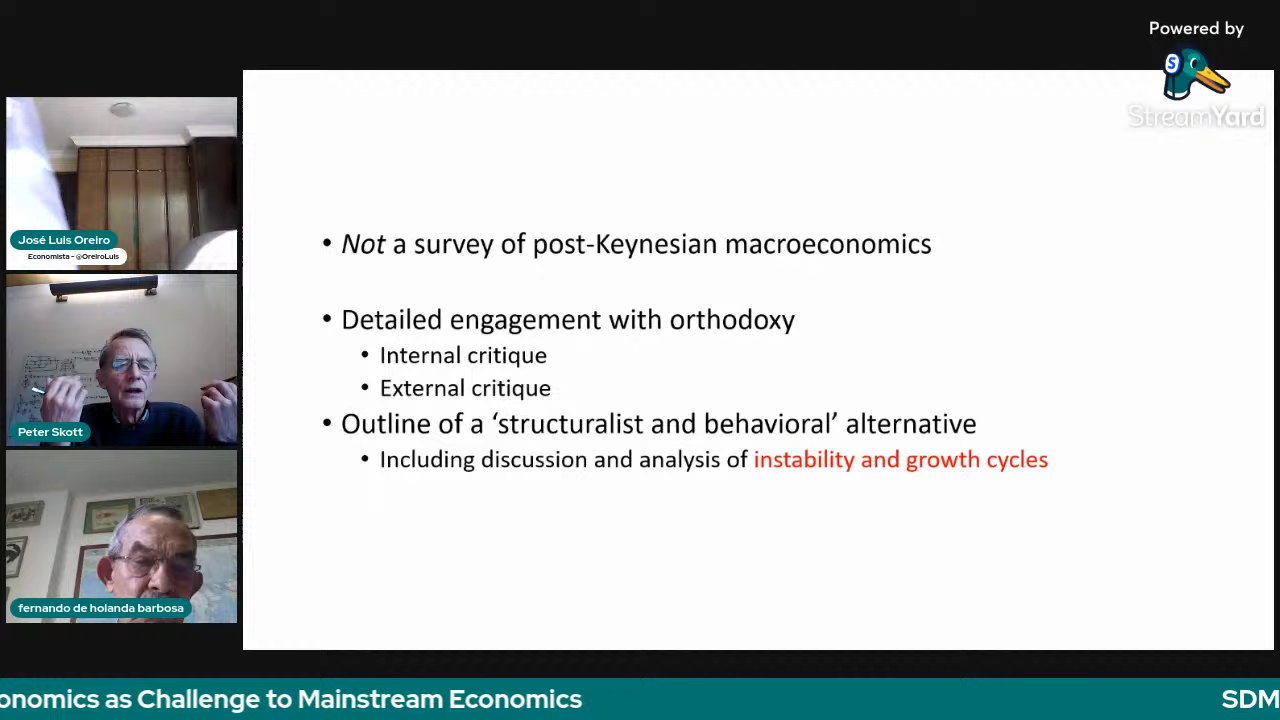 Powered by
S
StreamYard
José Luis Oreiro
Economista - @OreiroLuis
Peter Skott
fernando de holanda barbosa
• Not a survey of post-Keynesian macroeconomics
• Detailed engagement with orthodoxy
• Internal critique
• External critique
• Outline of a ‘structuralist and behavioral’ alternative
• Including discussion and analysis of instability and growth cycles
onomics as Challenge to Mainstream Economics
SDM